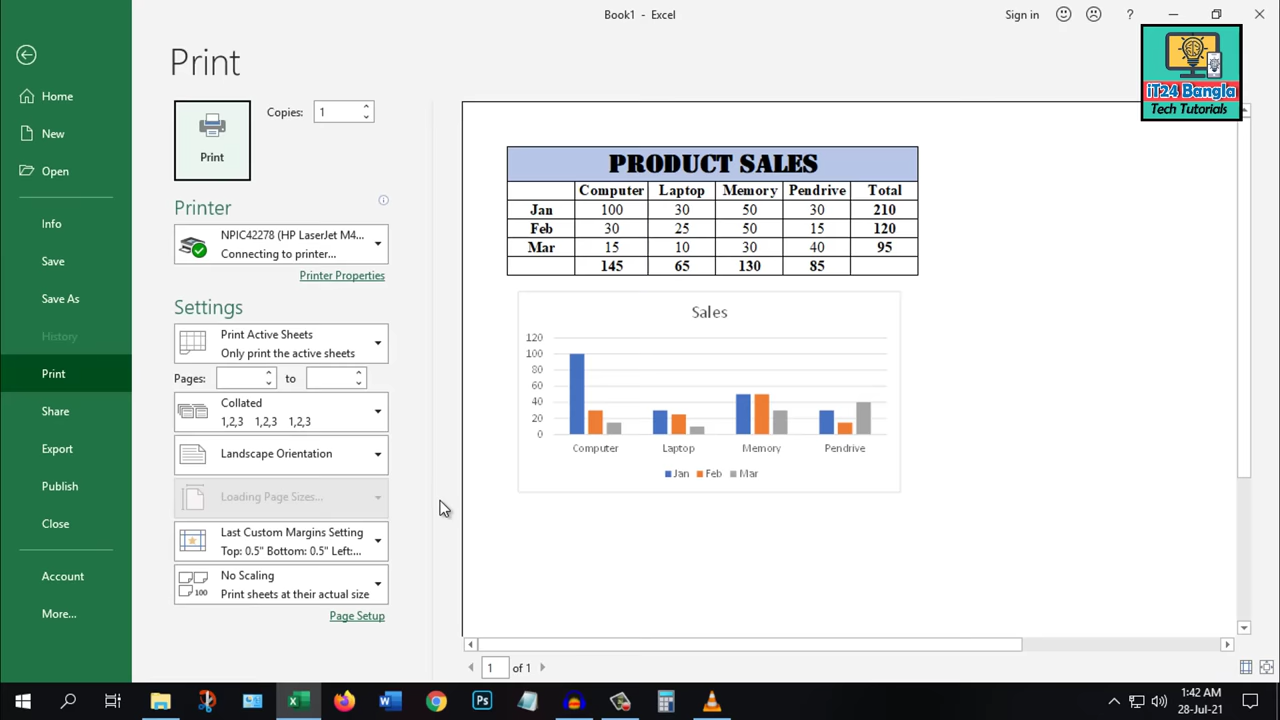 Book1 - Excel
Sign in
?
iT24 Bangla
Tech Tutorials
Print
Home
New
Open
Info
Save
Save As
History
Print
Share
Export
Publish
Close
Account
More...
Print
Copies: 1
Printer
NPIC42278 (HP LaserJet M4...
Connecting to printer...
Printer Properties
Settings
Print Active Sheets
Only print the active sheets
Pages: to
Collated
1,2,3 1,2,3 1,2,3
Landscape Orientation
Loading Page Sizes...
Last Custom Margins Setting
Top: 0.5" Bottom: 0.5" Left:...
No Scaling
100 Print sheets at their actual size
Page Setup
PRODUCT SALES
Computer Laptop Memory Pendrive Total
Jan 100 30 50 30 210
Feb 30 25 50 15 120
Mar 15 10 30 40 95
145 65 130 85
Sales
120
100
80
60
40
20
0
Computer Laptop Memory Pendrive
Jan Feb Mar
1 of 1
W Ps
1:42 AM
28-Jul-21